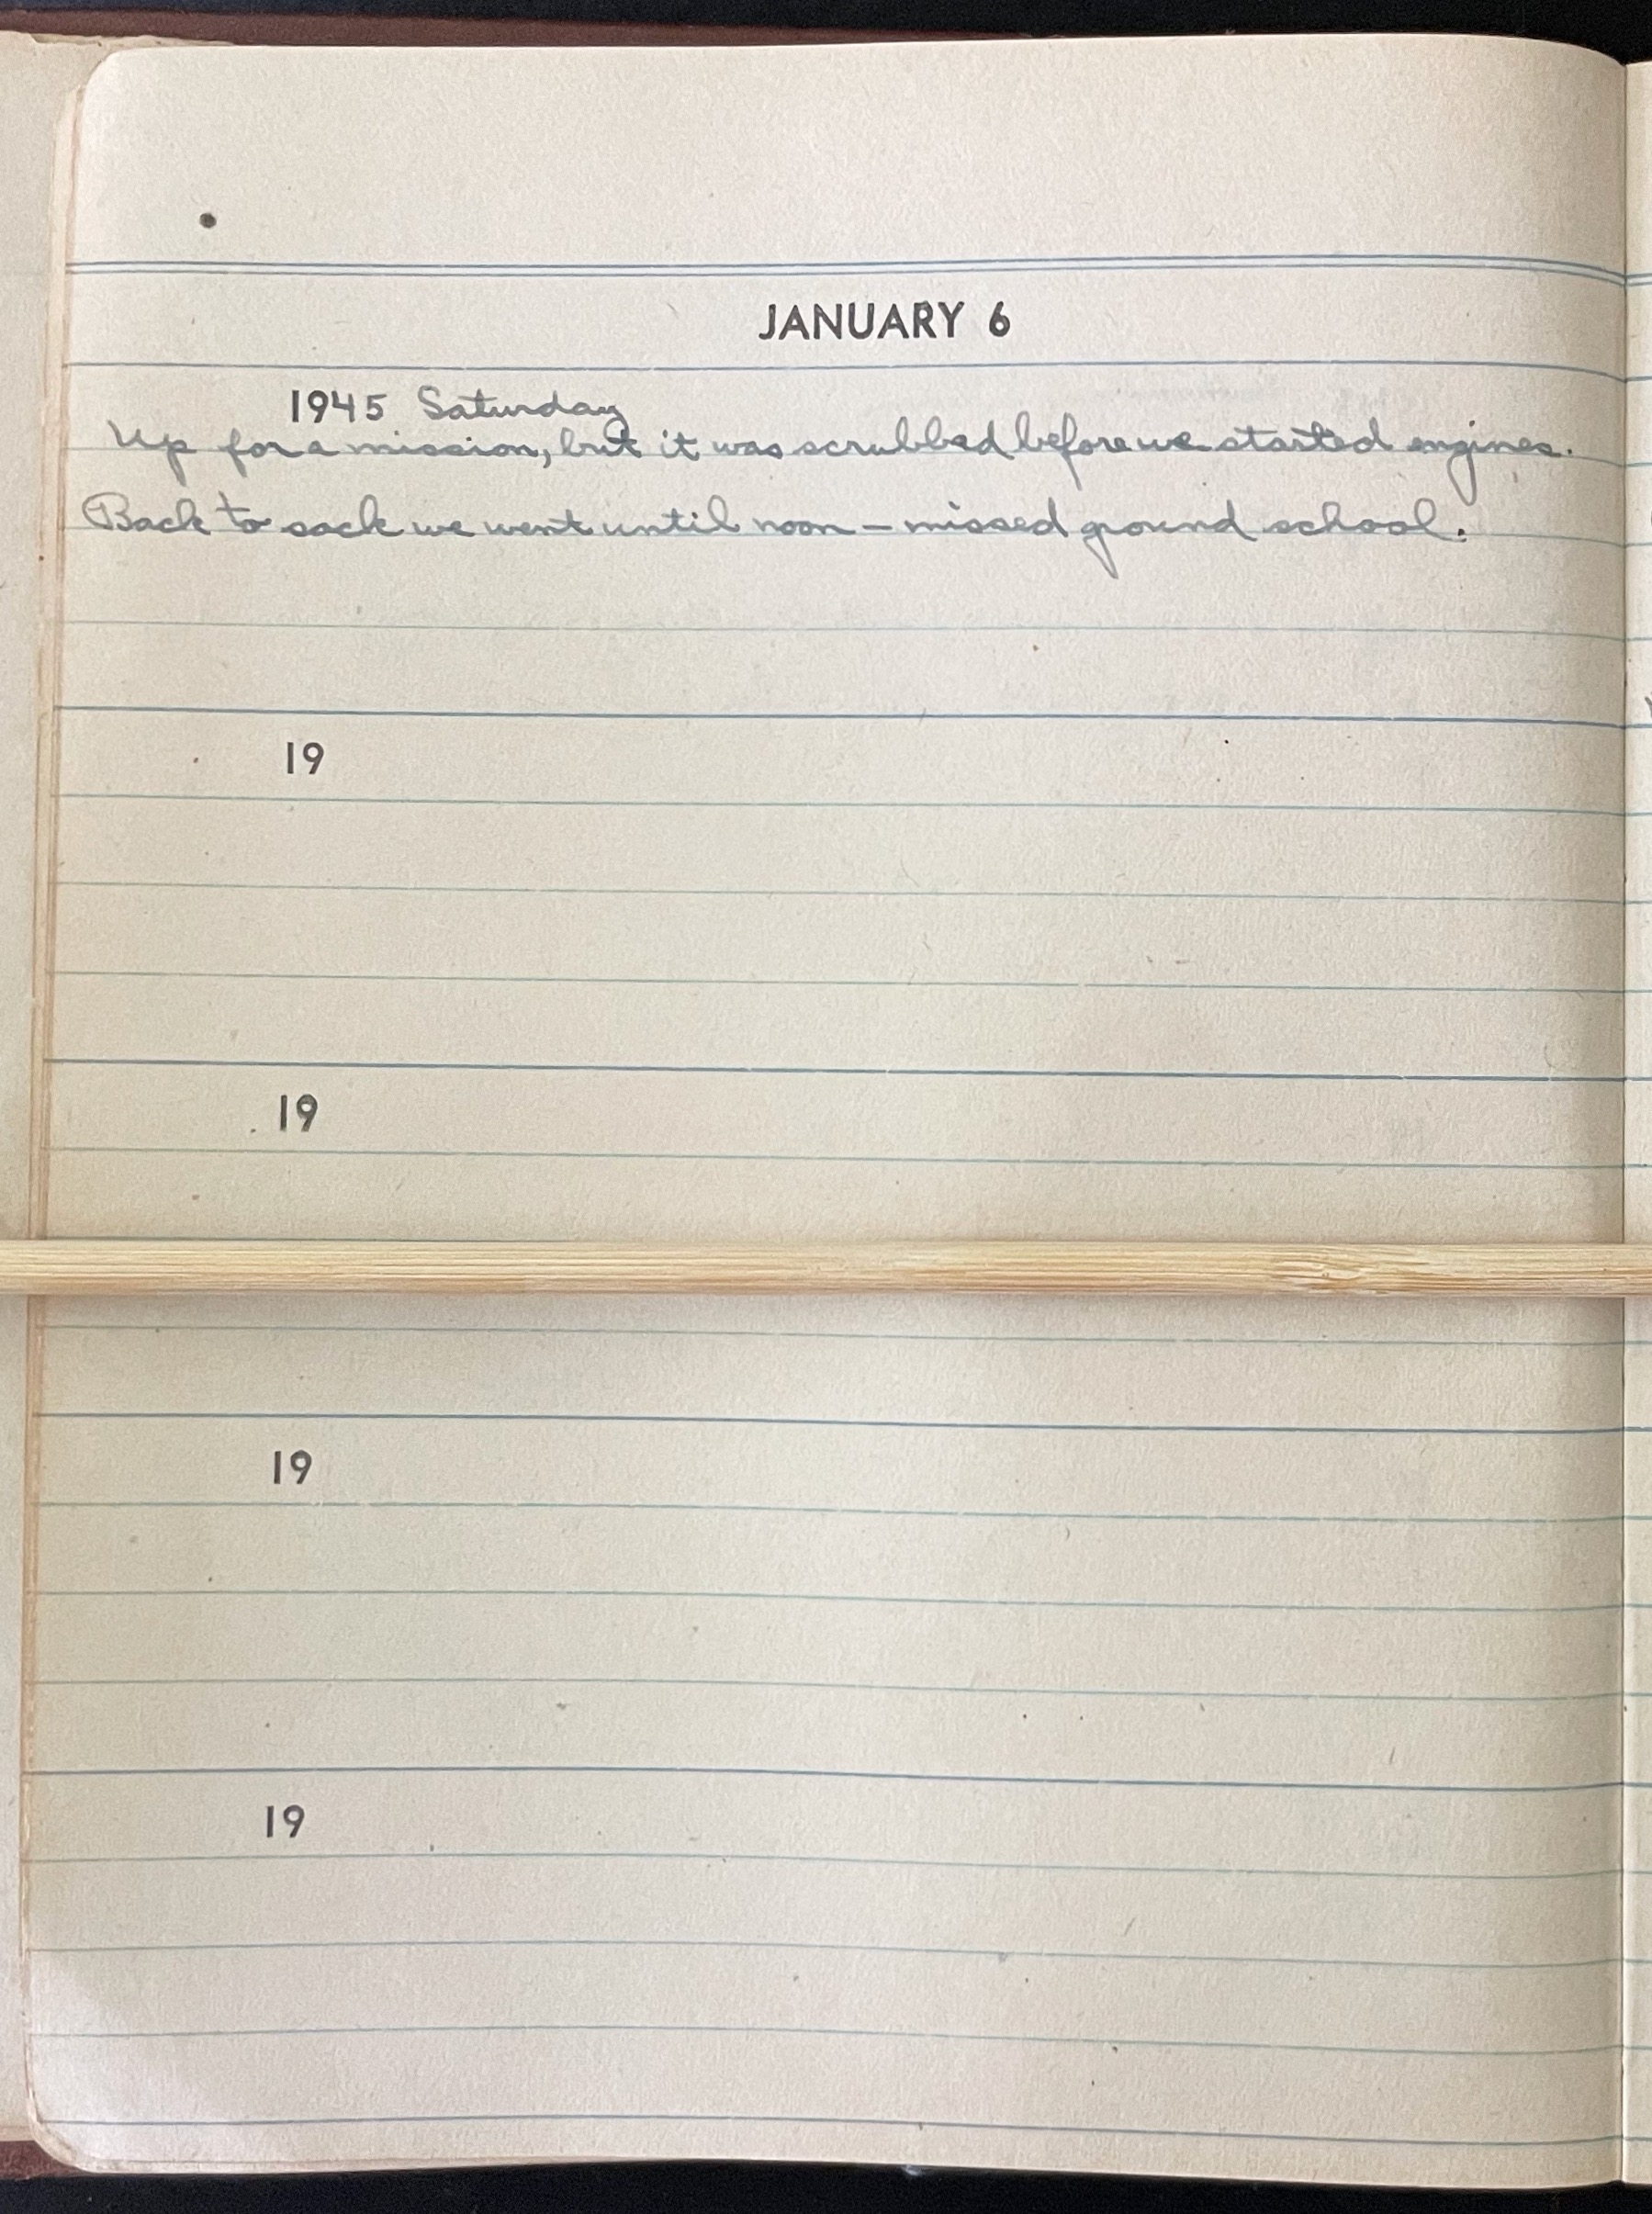 JANUARY 6
1945 Saturday
Up for a mission, but it was scrubbed before we started engines.
Back to sack we went until noon – missed ground school.
19
19
19
19